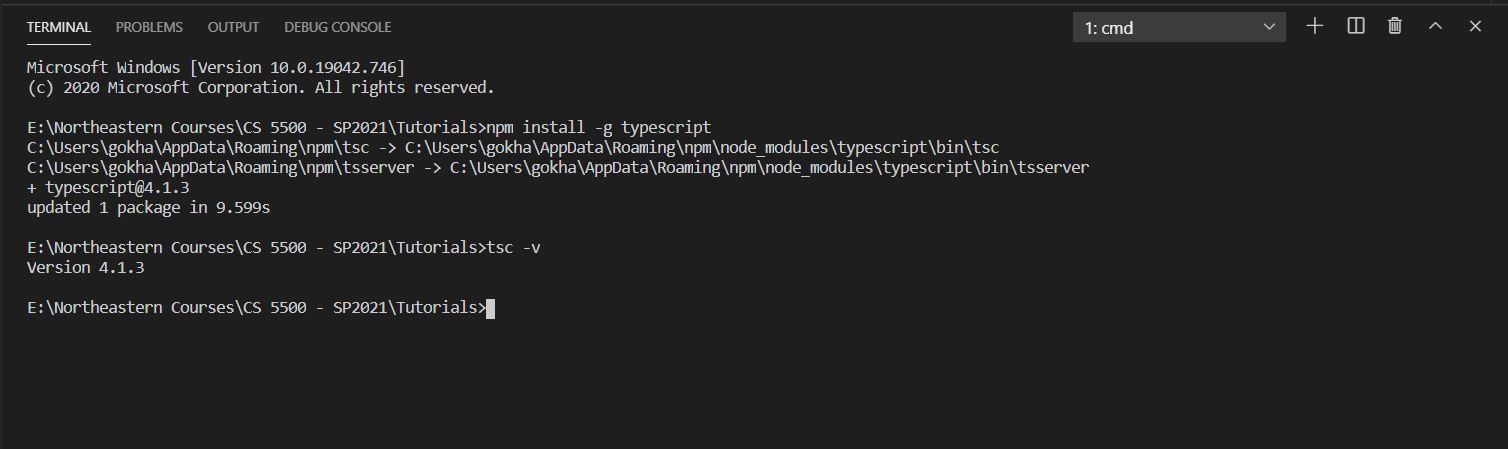 TERMINAL PROBLEMS OUTPUT DEBUG CONSOLE 1: cmd
Microsoft Windows [Version 10.0.19042.746]
(c) 2020 Microsoft Corporation. All rights reserved.
E:\Northeastern Courses\CS 5500 - SP2021\Tutorials>npm install -g typescript
C:\Users\gokha\AppData\Roaming\npm\tsc -> C:\Users\gokha\AppData\Roaming\npm\node_modules\typescript\bin\tsc
C:\Users\gokha\AppData\Roaming\npm\tsserver -> C:\Users\gokha\AppData\Roaming\npm\node_modules\typescript\bin\tsserver
+ typescript@4.1.3
updated 1 package in 9.599s
E:\Northeastern Courses\CS 5500 - SP2021\Tutorials>tsc -v
Version 4.1.3
E:\Northeastern Courses\CS 5500 - SP2021\Tutorials>